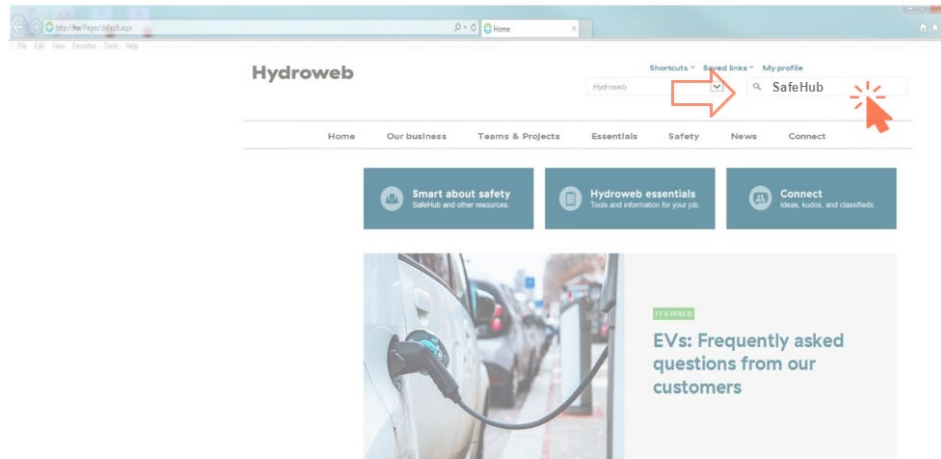 http://hw/Pages/default.aspx
Home
File Edit View Favorites Tools Help
Hydroweb
Shortcuts Saved links My profile
Hydroweb
SafeHub
Home Our business Teams & Projects Essentials Safety News Connect
Smart about safety
SafeHub and other resources.
Hydroweb essentials
Tools and information for your job.
Connect
Ideas, kudos, and classifieds.
FEATURED
EVs: Frequently asked
questions from our
customers